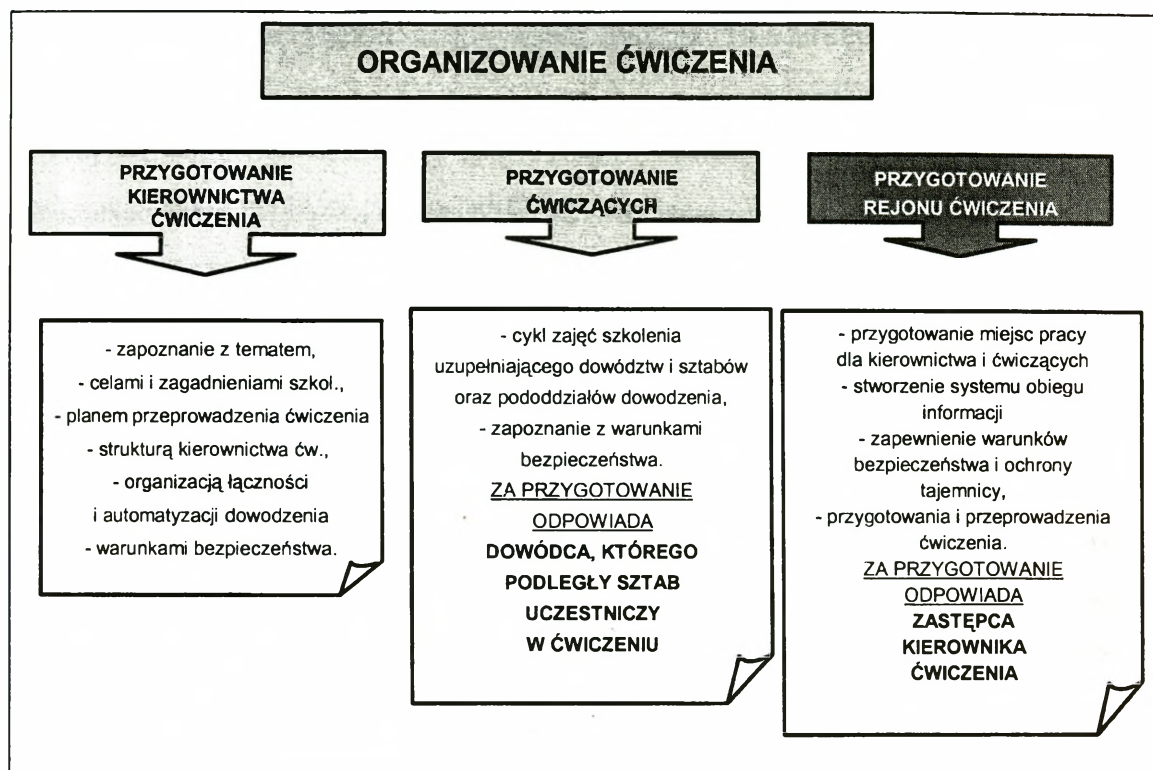 ORGANIZOWANIE ĆWICZENIA
PRZYGOTOWANIE
KIEROWNICTWA
ĆWICZENIA
- zapoznanie z tematem,
- celami i zagadnieniami szkol.,
- planem przeprowadzenia ćwiczenia
- strukturą kierownictwa ćw.,
- organizacją łączności
i automatyzacji dowodzenia
- warunkami bezpieczeństwa.
PRZYGOTOWANIE
ĆWICZĄCYCH
- cykl zajęć szkolenia
uzupełniającego dowództw i sztabów
oraz pododdziałów dowodzenia,
- zapoznanie z warunkami
bezpieczeństwa.
ZA PRZYGOTOWANIE
ODPOWIADA
DOWÓDCA, KTÓREGO
PODLEGŁY SZTAB
UCZESTNICZY
W ĆWICZENIU
PRZYGOTOWANIE
REJONU ĆWICZENIA
- przygotowanie miejsc pracy
dla kierownictwa i ćwiczących
- stworzenie systemu obiegu
informacji
- zapewnienie warunków
bezpieczeństwa i ochrony
tajemnicy,
- przygotowania i przeprowadzenia
ćwiczenia.
ZA PRZYGOTOWANIE
ODPOWIADA
ZASTĘPCA
KIEROWNIKA
ĆWICZENIA